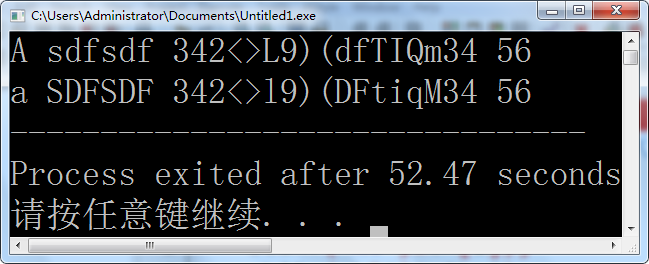 C:\Users\Administrator\Documents\Untitled1.exe
A sdfsdf 342<>L9)(dfTIQm34 56
a SDFSDF 342<>l9)(DFtiqM34 56
--------------------------------
Process exited after 52.47 seconds
请按任意键继续. . .